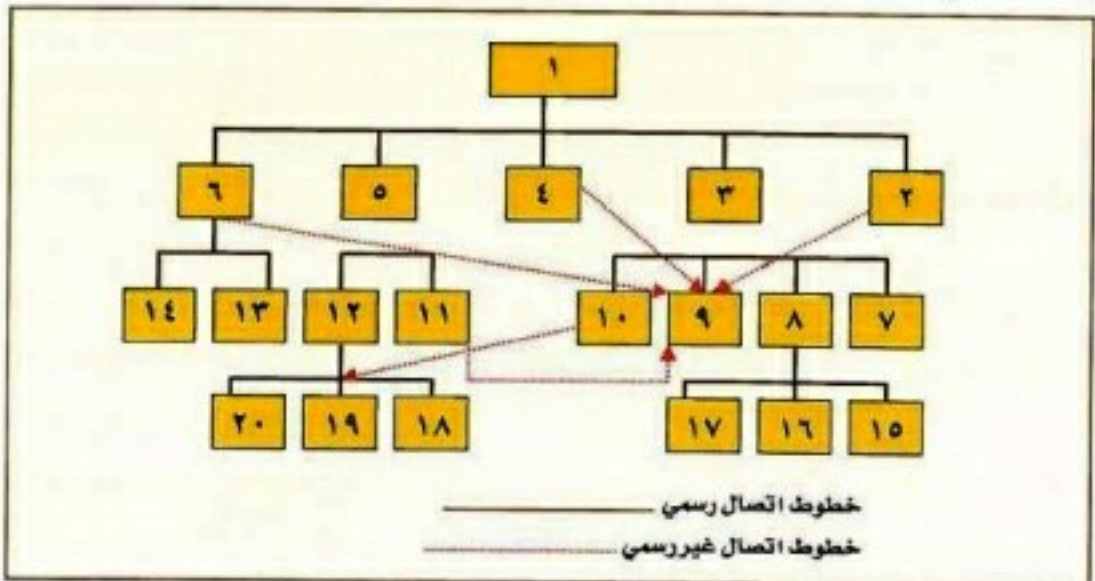 ١
٢ ٣ ٤ ٥ ٦
٧ ٨ ٩ ١٠ ١١ ١٢ ١٣ ١٤
١٥ ١٦ ١٧ ١٨ ١٩ ٢٠
خطوط اتصال رسمي
خطوط اتصال غير رسمي